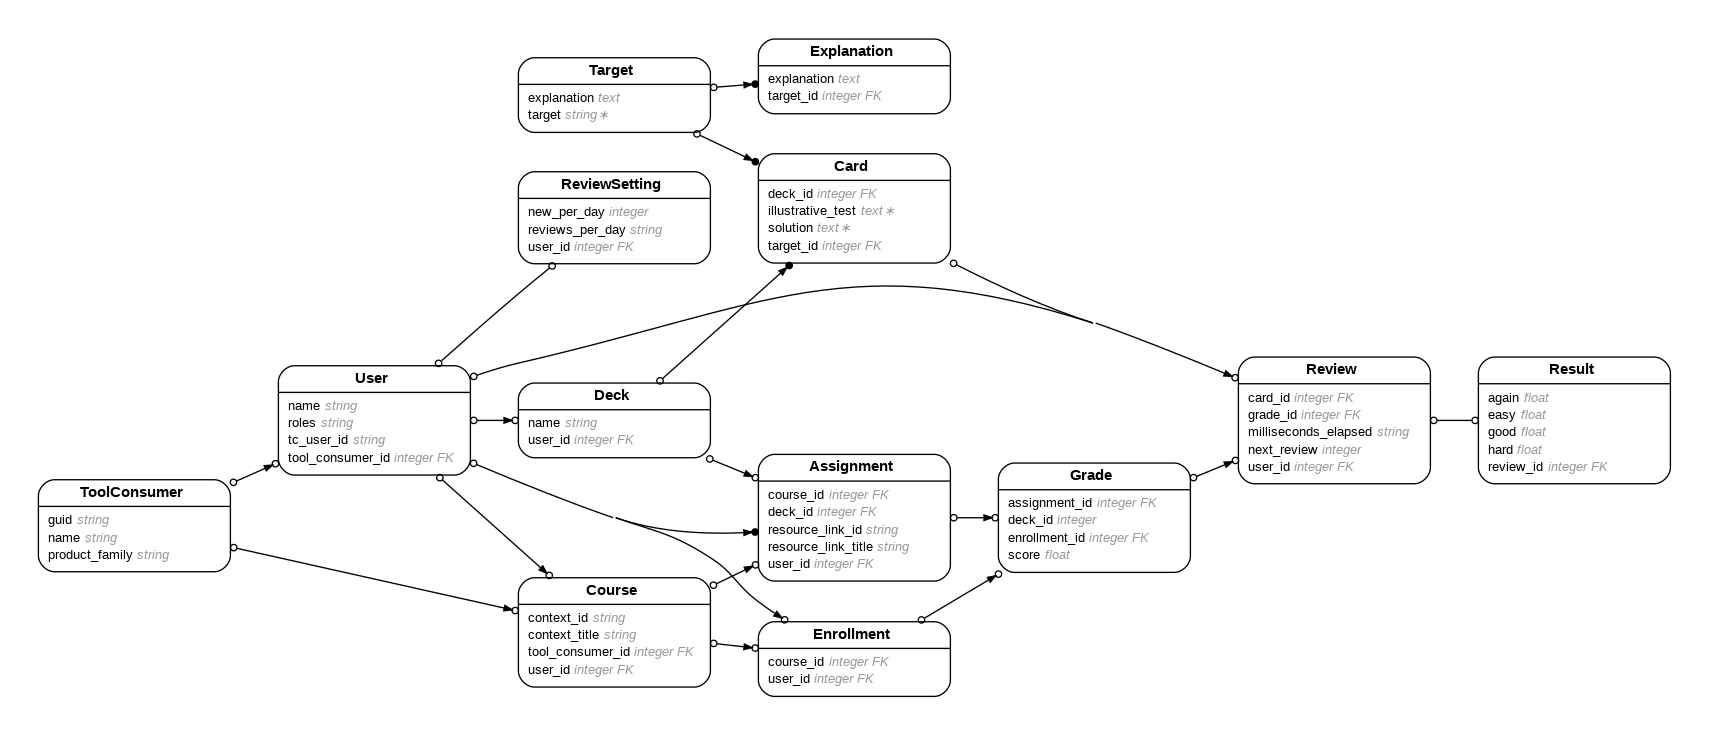 Explanation
explanation text
target_id integer FK
Target
explanation text
target string∗
Card
deck_id integer FK
illustrative_test text∗
solution text∗
target_id integer FK
ReviewSetting
new_per_day integer
reviews_per_day string
user_id integer FK
User
name string
roles string
tc_user_id string
tool_consumer_id integer FK
Deck
name string
user_id integer FK
Review
card_id integer FK
grade_id integer FK
milliseconds_elapsed string
next_review integer
user_id integer FK
Result
again float
easy float
good float
hard float
review_id integer FK
Assignment
course_id integer FK
deck_id integer FK
resource_link_id string
resource_link_title string
user_id integer FK
Grade
assignment_id integer FK
deck_id integer
enrollment_id integer FK
score float
ToolConsumer
guid string
name string
product_family string
Course
context_id string
context_title string
tool_consumer_id integer FK
user_id integer FK
Enrollment
course_id integer FK
user_id integer FK